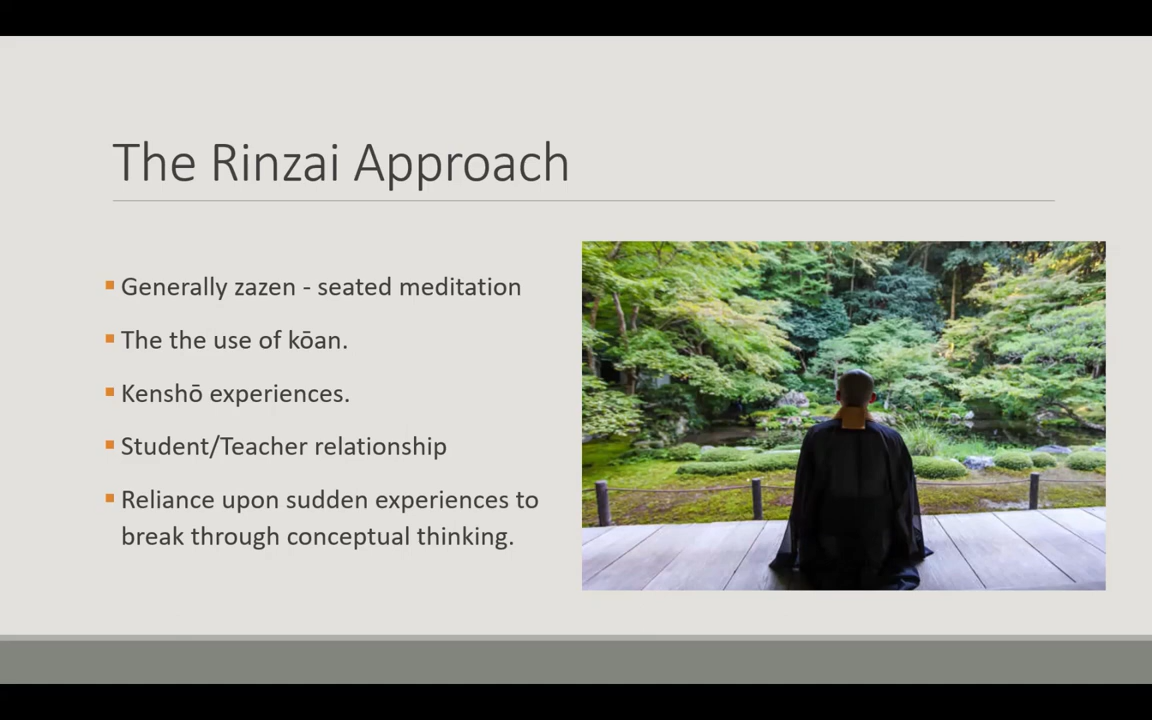 The Rinzai Approach
Generally zazen - seated meditation
The the use of kōan.
Kenshō experiences.
Student/Teacher relationship
Reliance upon sudden experiences to
break through conceptual thinking.